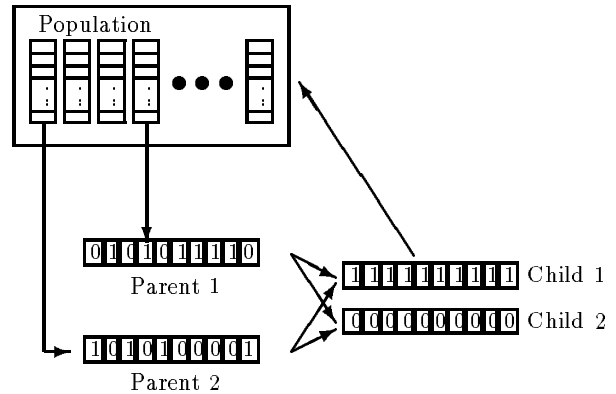 Population
0101011110
Parent 1
1111111111 Child 1
0000000000 Child 2
1010100001
Parent 2